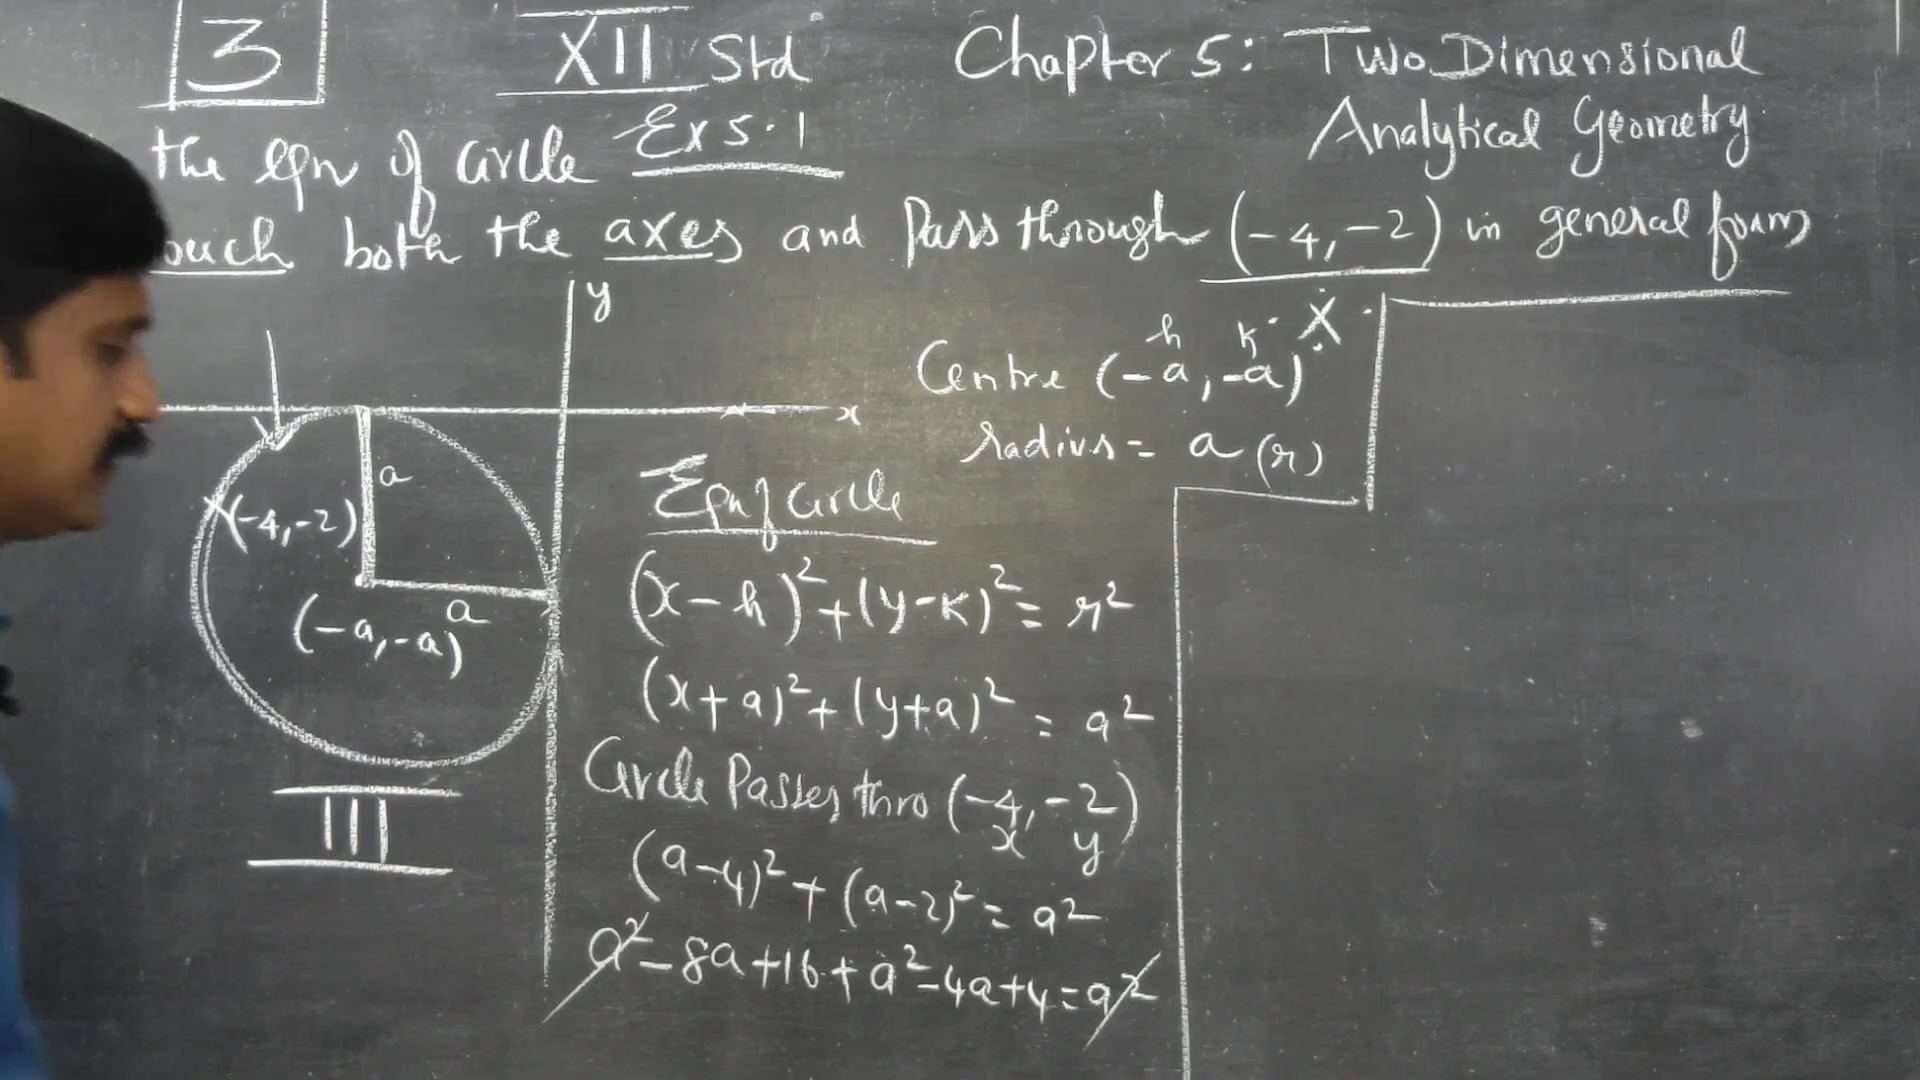 3
XII Std
Chapter 5: Two Dimensional
Analytical Geometry
Ex 5.1
the Eqn of circle
ouch both the axes and Pass through (-4,-2) in general form
y
x
a
(-4,-2)
a
(-a,-a)
III
h k
Centre (-a,-a)
radius = a (r)
Eqn of circle
(x-h)²+(y-k)²= r²
(x+a)²+(y+a)² = a²
Circle Passes thro (-4,-2)
x y
(a-4)²+(a-2)²= a²
a²-8a+16+a²-4a+4=a²